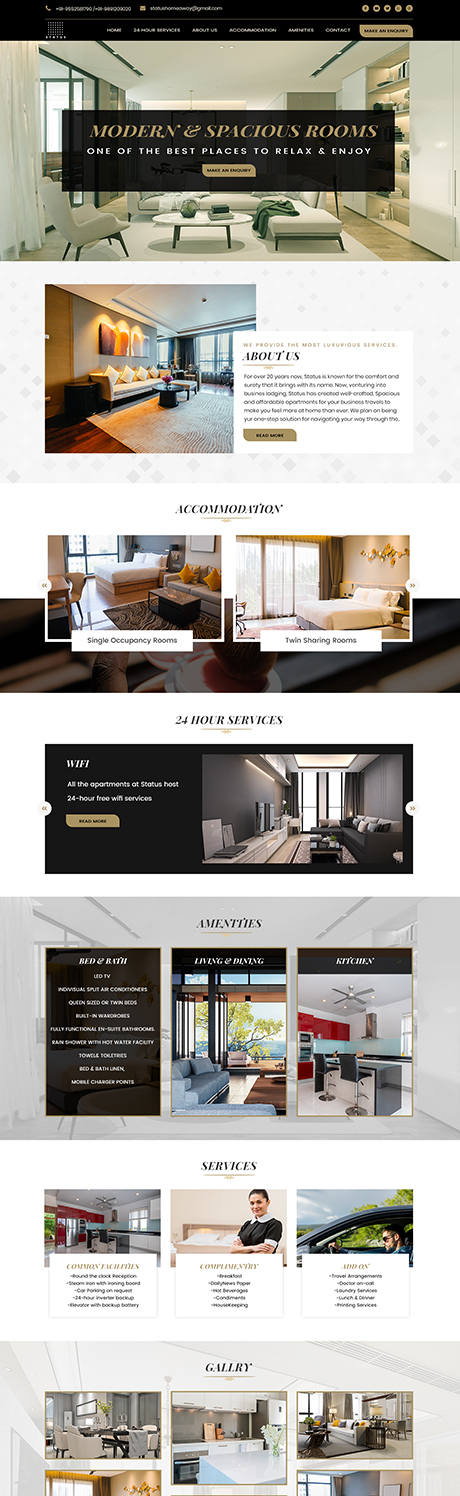 +91-9552581790 /+91-9891209020 statushomeaway@gmail.com
STATUS
HOME 24 HOUR SERVICES ABOUT US ACCOMMODATION AMENITIES CONTACT MAKE AN ENQUIRY
MODERN & SPACIOUS ROOMS
ONE OF THE BEST PLACES TO RELAX & ENJOY
MAKE AN ENQUIRY
WE PROVIDE THE MOST LUXURIOUS SERVICES.
ABOUT US
For over 20 years now, Status is known for the comfort and
suraty that it brings with its name. Now, venturing into
busines lodging, Status has created well-crafted, Spacious
and affordable apartments for your business travels to
make you feel more at home than ever. We plan on being
yur one-step solution for navigating your way through the..
READ MORE
ACCOMMODATION
Single Occupancy Rooms
Twin Sharing Rooms
24 HOUR SERVICES
WIFI
All the apartments at Status host
24-hour free wifi services
READ MORE
AMENTTIES
BED & BATH
LED TV
INDIVISUAL SPLIT AIR CONDITIONERS
QUEEN SIZED OR TWIN BEDS
BUILT-IN WARDROBES
FULLY FUNCTIONAL EN-SUITE BATHROOMS.
RAIN SHOWER WITH HOT WATER FACILITY
TOWEL& TOILETRIES
BED & BATH LINEN,
MOBILE CHARGER POINTS
LIVING & DINING
KITCHEN
SERVICES
COMMON FACILITIES
-Round the clock Reception
-Steam Iron with ironing board
-Car Parking on request
-24-hour inverter backup
-Elevator with backup battery
COMPLIMENTRY
-Breakfast
-DailyNews Paper
-Hot Beverages
-Condiments
-HouseKeeping
ADD ON
-Travel Arrangements
-Doctor on-call
-Laundry Services
-Lunch & Dinner
-Printing Services
GALLRY